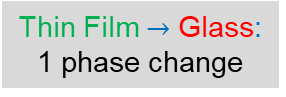 Thin Film → Glass:
1 phase change